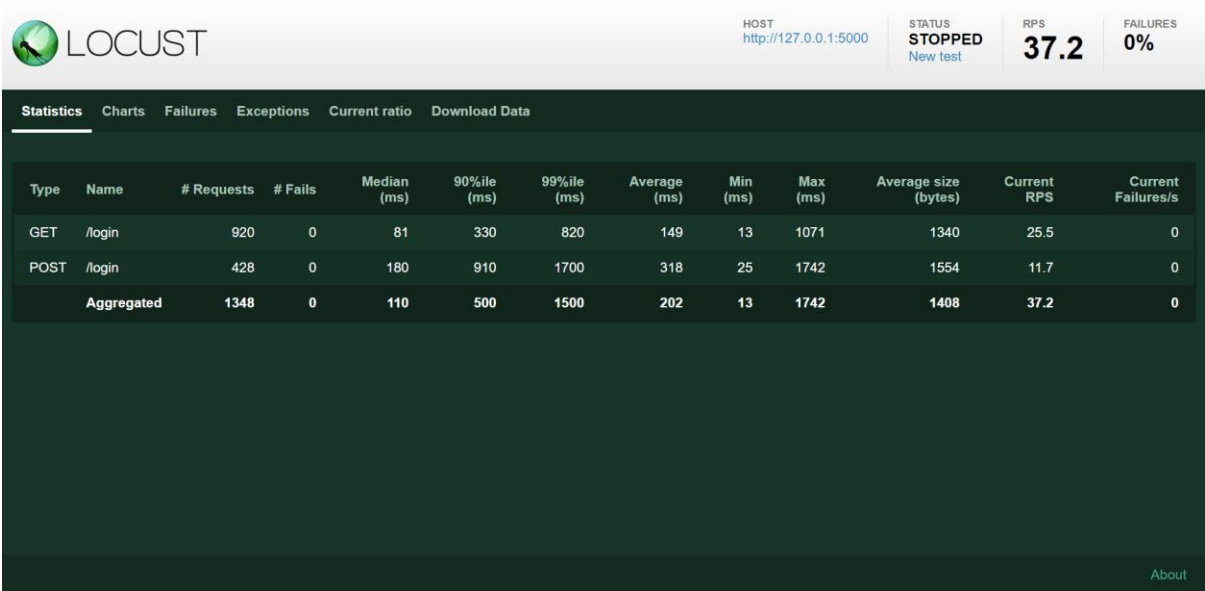 LOCUST
HOST
http://127.0.0.1:5000
STATUS
STOPPED
New test
RPS
37.2
FAILURES
0%
Statistics Charts Failures Exceptions Current ratio Download Data
Type Name # Requests # Fails Median (ms) 90%ile (ms) 99%ile (ms) Average (ms) Min (ms) Max (ms) Average size (bytes) Current RPS Current Failures/s
GET /login 920 0 81 330 820 149 13 1071 1340 25.5 0
POST /login 428 0 180 910 1700 318 25 1742 1554 11.7 0
Aggregated 1348 0 110 500 1500 202 13 1742 1408 37.2 0
About